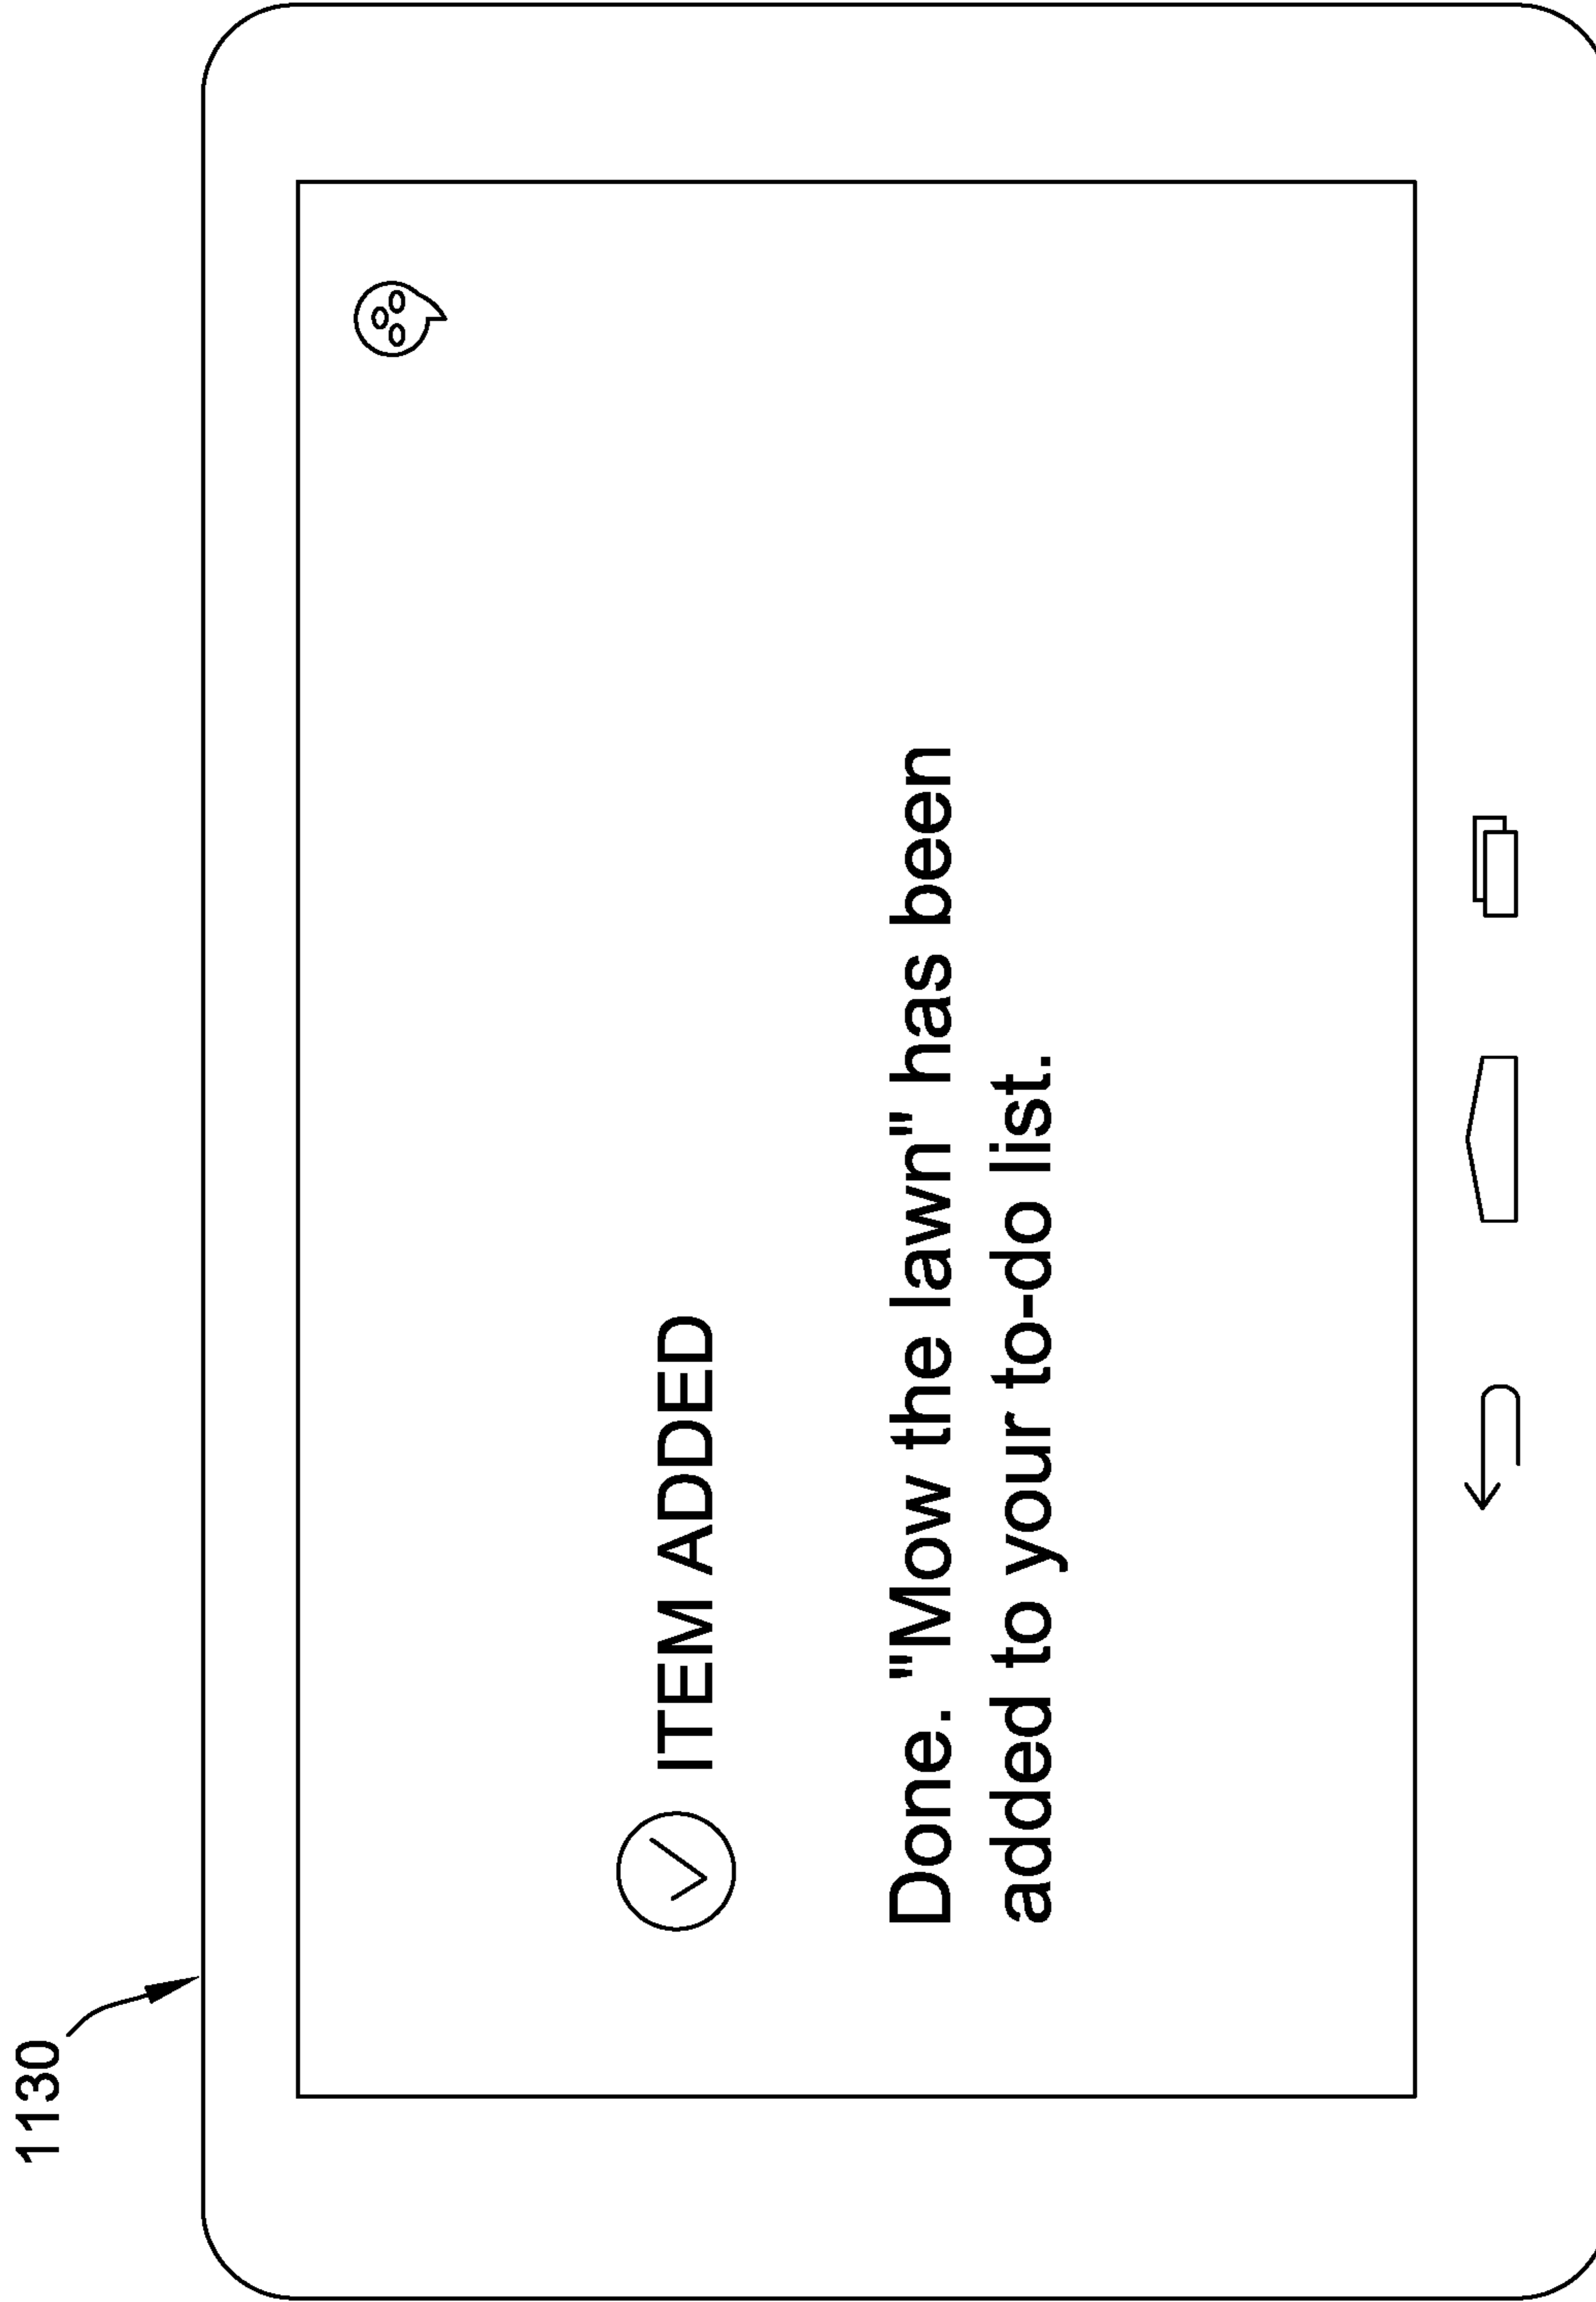 1130
ITEM ADDED
Done. "Mow the lawn" has been
added to your to-do list.